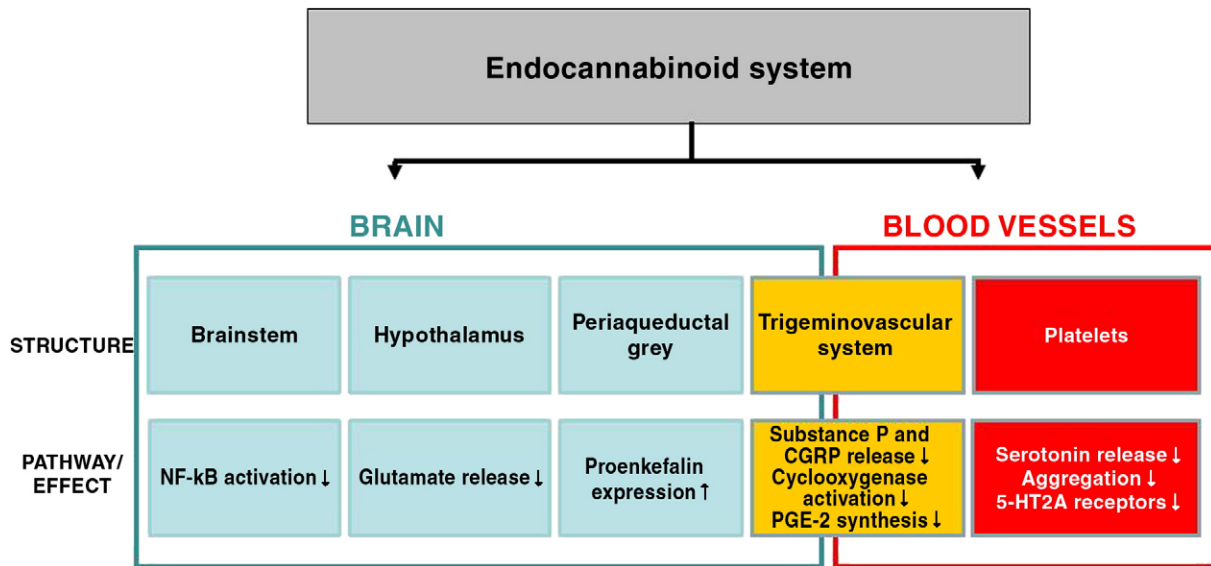 Endocannabinoid system
BRAIN
BLOOD VESSELS
STRUCTURE
Brainstem
Hypothalamus
Periaqueductal
grey
Trigeminovascular
system
Platelets
PATHWAY/
EFFECT
NF-kB activation ↓
Glutamate release ↓
Proenkefalin
expression ↑
Substance P and
CGRP release ↓
Cyclooxygenase
activation ↓
PGE-2 synthesis ↓
Serotonin release ↓
Aggregation ↓
5-HT2A receptors ↓